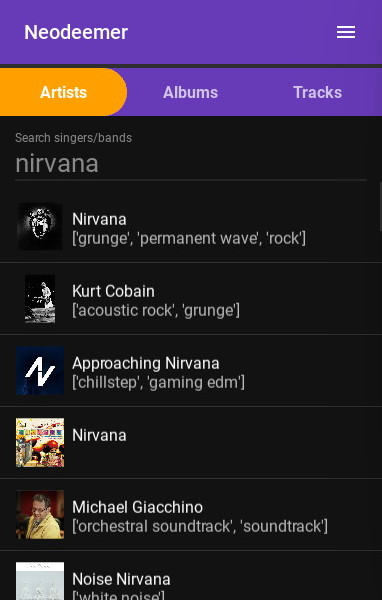 Neodeemer
Artists
Albums
Tracks
Search singers/bands
nirvana
Nirvana
['grunge', 'permanent wave', 'rock']
Kurt Cobain
['acoustic rock', 'grunge']
Approaching Nirvana
['chillstep', 'gaming edm']
Nirvana
Michael Giacchino
['orchestral soundtrack', 'soundtrack']
Noise Nirvana
['white noise']